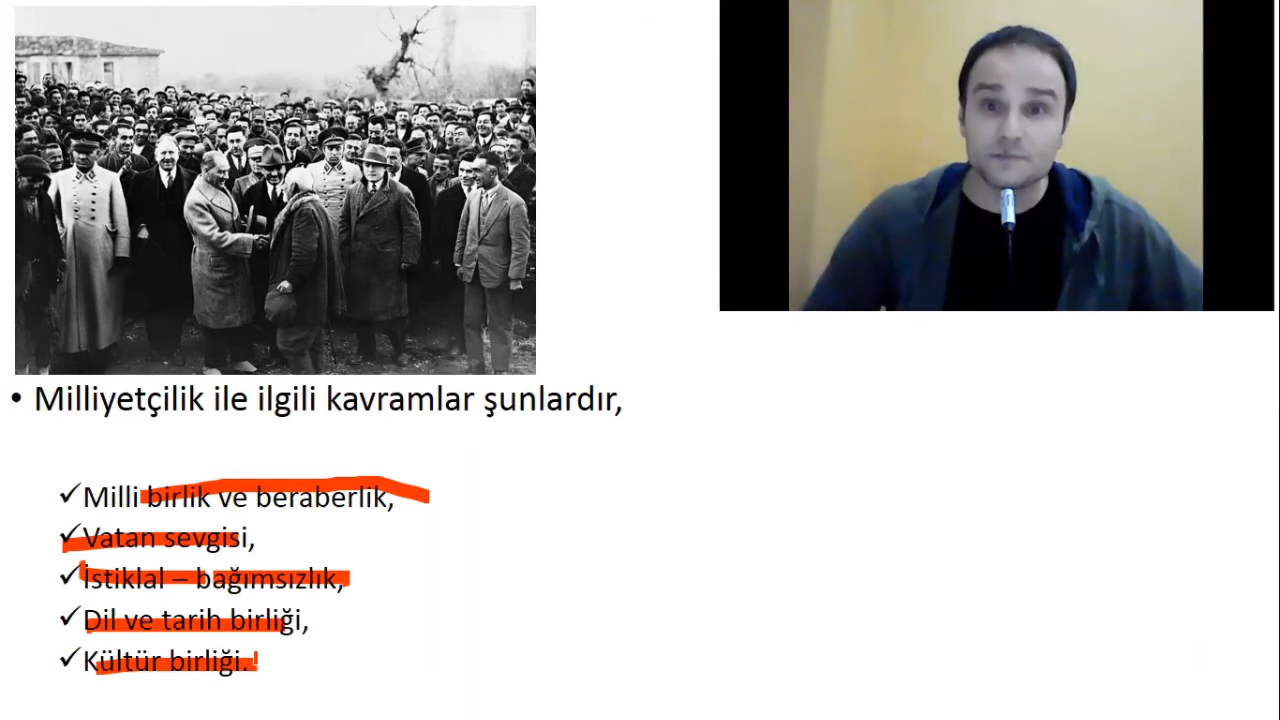 • Milliyetçilik ile ilgili kavramlar şunlardır,
✓Milli birlik ve beraberlik,
✓Vatan sevgisi,
✓İstiklal – bağımsızlık,
✓Dil ve tarih birliği,
✓Kültür birliği.